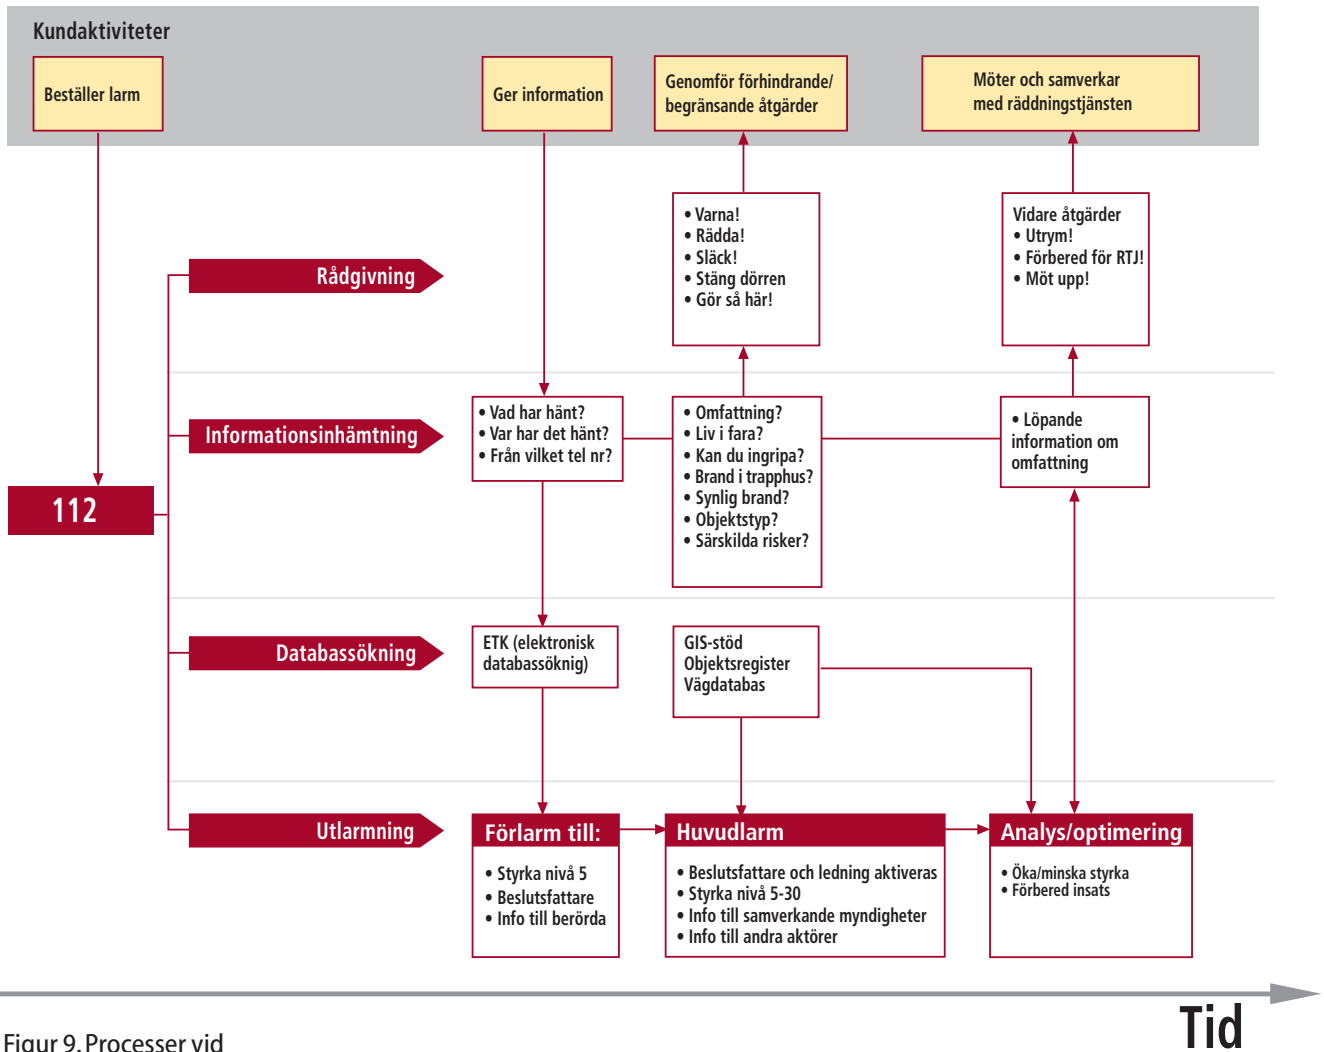 Kundaktiviteter
Beställer larm
Ger information
Genomför förhindrande/
begränsande åtgärder
Möter och samverkar
med räddningstjänsten
• Varna!
• Rädda!
• Släck!
• Stäng dörren
• Gör så här!
Vidare åtgärder
• Utrym!
• Förbered för RTJ!
• Möt upp!
Rådgivning
Informationsinhämtning
• Vad har hänt?
• Var har det hänt?
• Från vilket tel nr?
• Omfattning?
• Liv i fara?
• Kan du ingripa?
• Brand i trapphus?
• Synlig brand?
• Objektstyp?
• Särskilda risker?
• Löpande
information om
omfattning
112
Databassökning
ETK (elektronisk
databassöknig)
GIS-stöd
Objektsregister
Vägdatabas
Utlarmning
Förlarm till:
• Styrka nivå 5
• Beslutsfattare
• Info till berörda
Huvudlarm
• Beslutsfattare och ledning aktiveras
• Styrka nivå 5-30
• Info till samverkande myndigheter
• Info till andra aktörer
Analys/optimering
• Öka/minska styrka
• Förbered insats
Tid
Figur 9. Processer vid